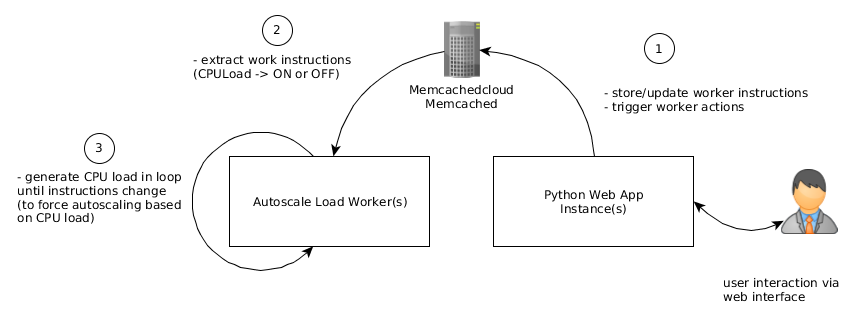 2
- extract work instructions
(CPULoad -> ON or OFF)
Memcachedcloud
Memcached
1
- store/update worker instructions
- trigger worker actions
3
- generate CPU load in loop
until instructions change
(to force autoscaling based
on CPU load)
Autoscale Load Worker(s)
Python Web App
Instance(s)
user interaction via
web interface